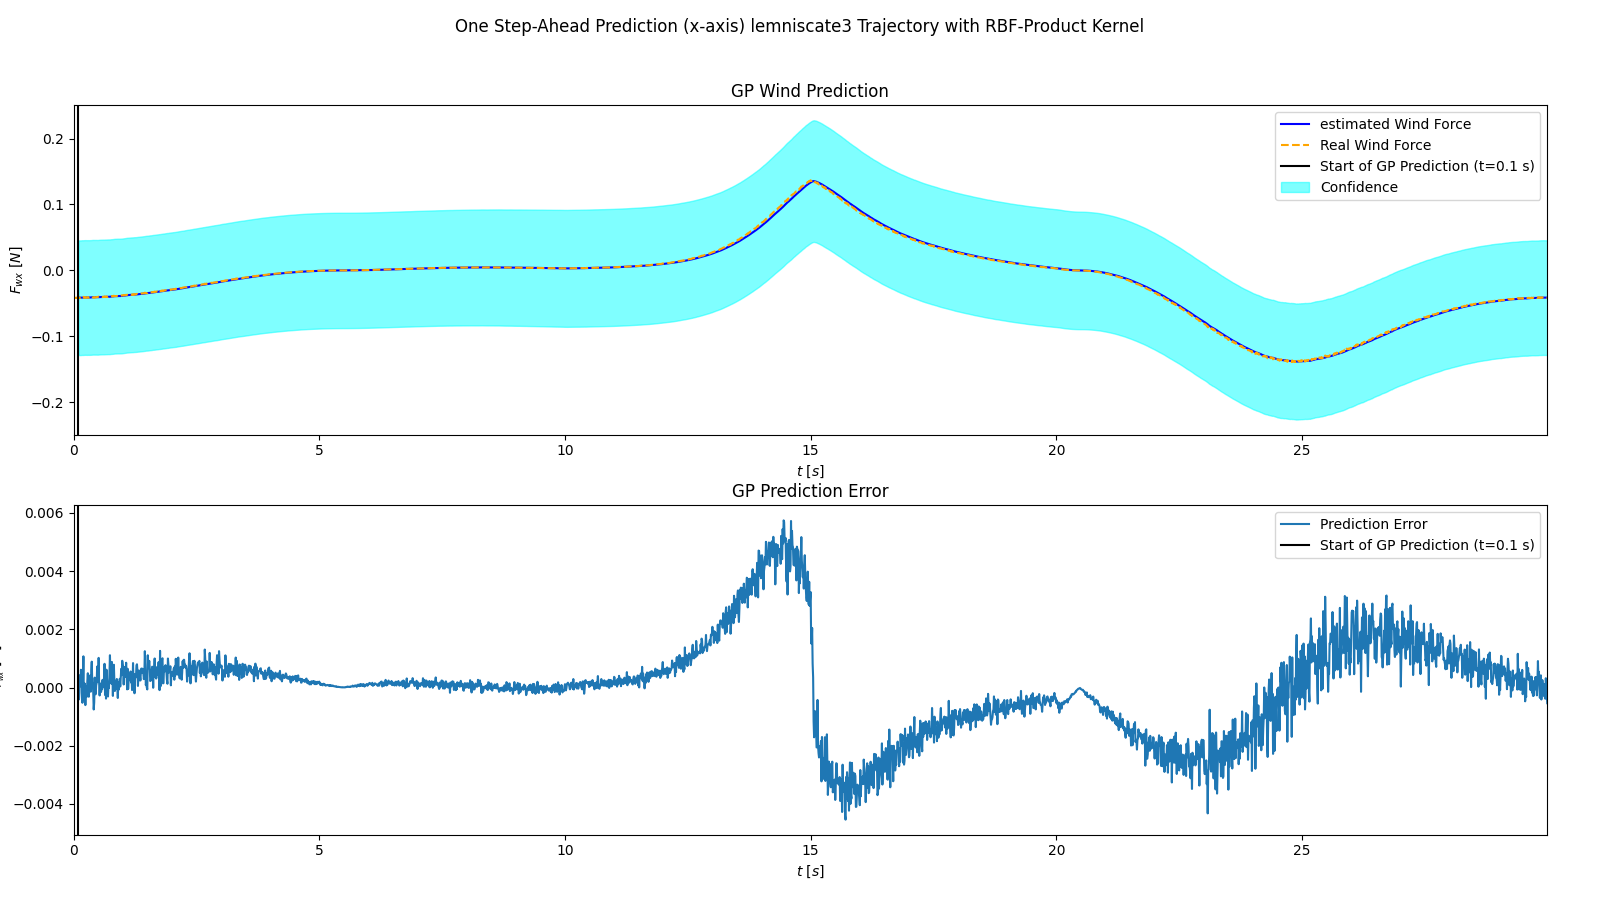 One Step-Ahead Prediction (x-axis) lemniscate3 Trajectory with RBF-Product Kernel
GP Wind Prediction
estimated Wind Force
Real Wind Force
Start of GP Prediction (t=0.1 s)
Confidence
F_wx [N]
0.2
0.1
0.0
−0.1
−0.2
0 5 10 15 20 25
t [s]
GP Prediction Error
Prediction Error
Start of GP Prediction (t=0.1 s)
0.006
0.004
0.002
0.000
−0.002
−0.004
0 5 10 15 20 25
t [s]